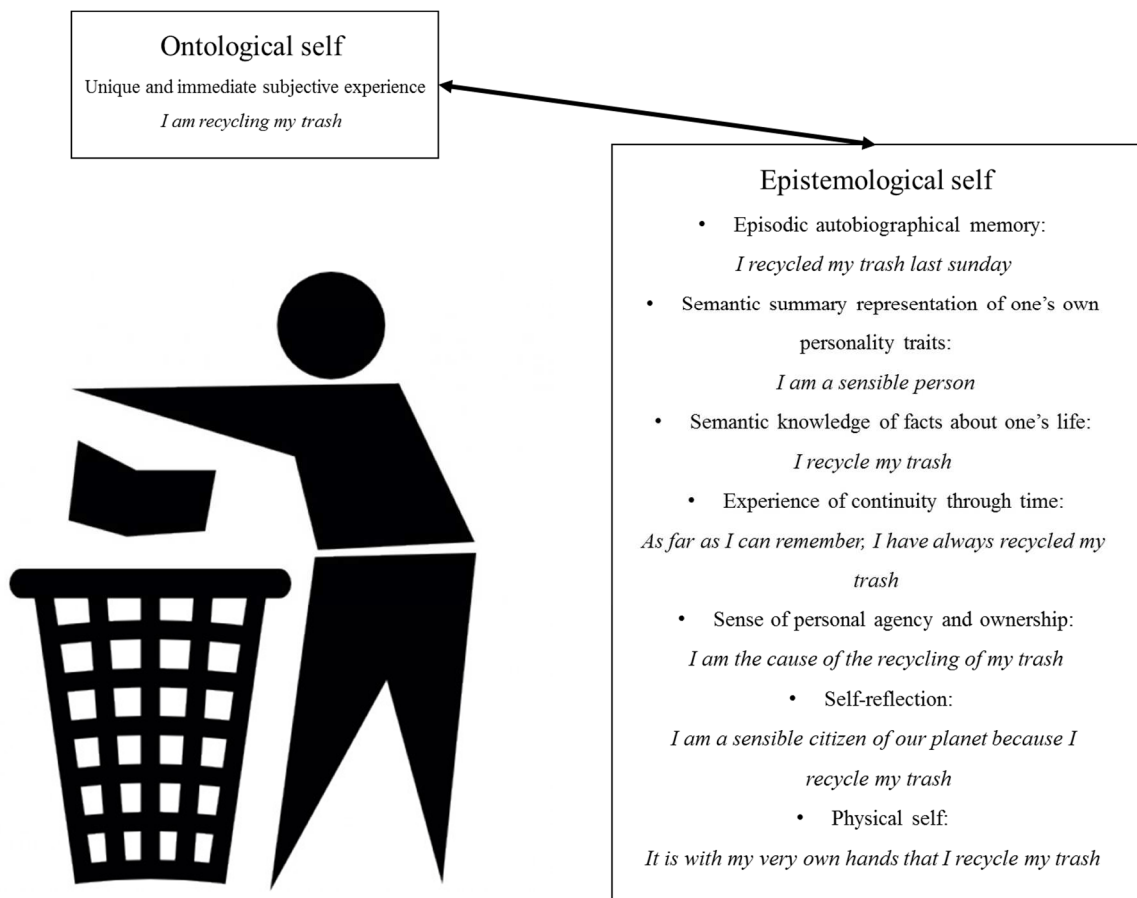 Ontological self
Unique and immediate subjective experience
I am recycling my trash
Epistemological self
• Episodic autobiographical memory:
I recycled my trash last sunday
• Semantic summary representation of one’s own
personality traits:
I am a sensible person
• Semantic knowledge of facts about one’s life:
I recycle my trash
• Experience of continuity through time:
As far as I can remember, I have always recycled my
trash
• Sense of personal agency and ownership:
I am the cause of the recycling of my trash
• Self-reflection:
I am a sensible citizen of our planet because I
recycle my trash
• Physical self:
It is with my very own hands that I recycle my trash